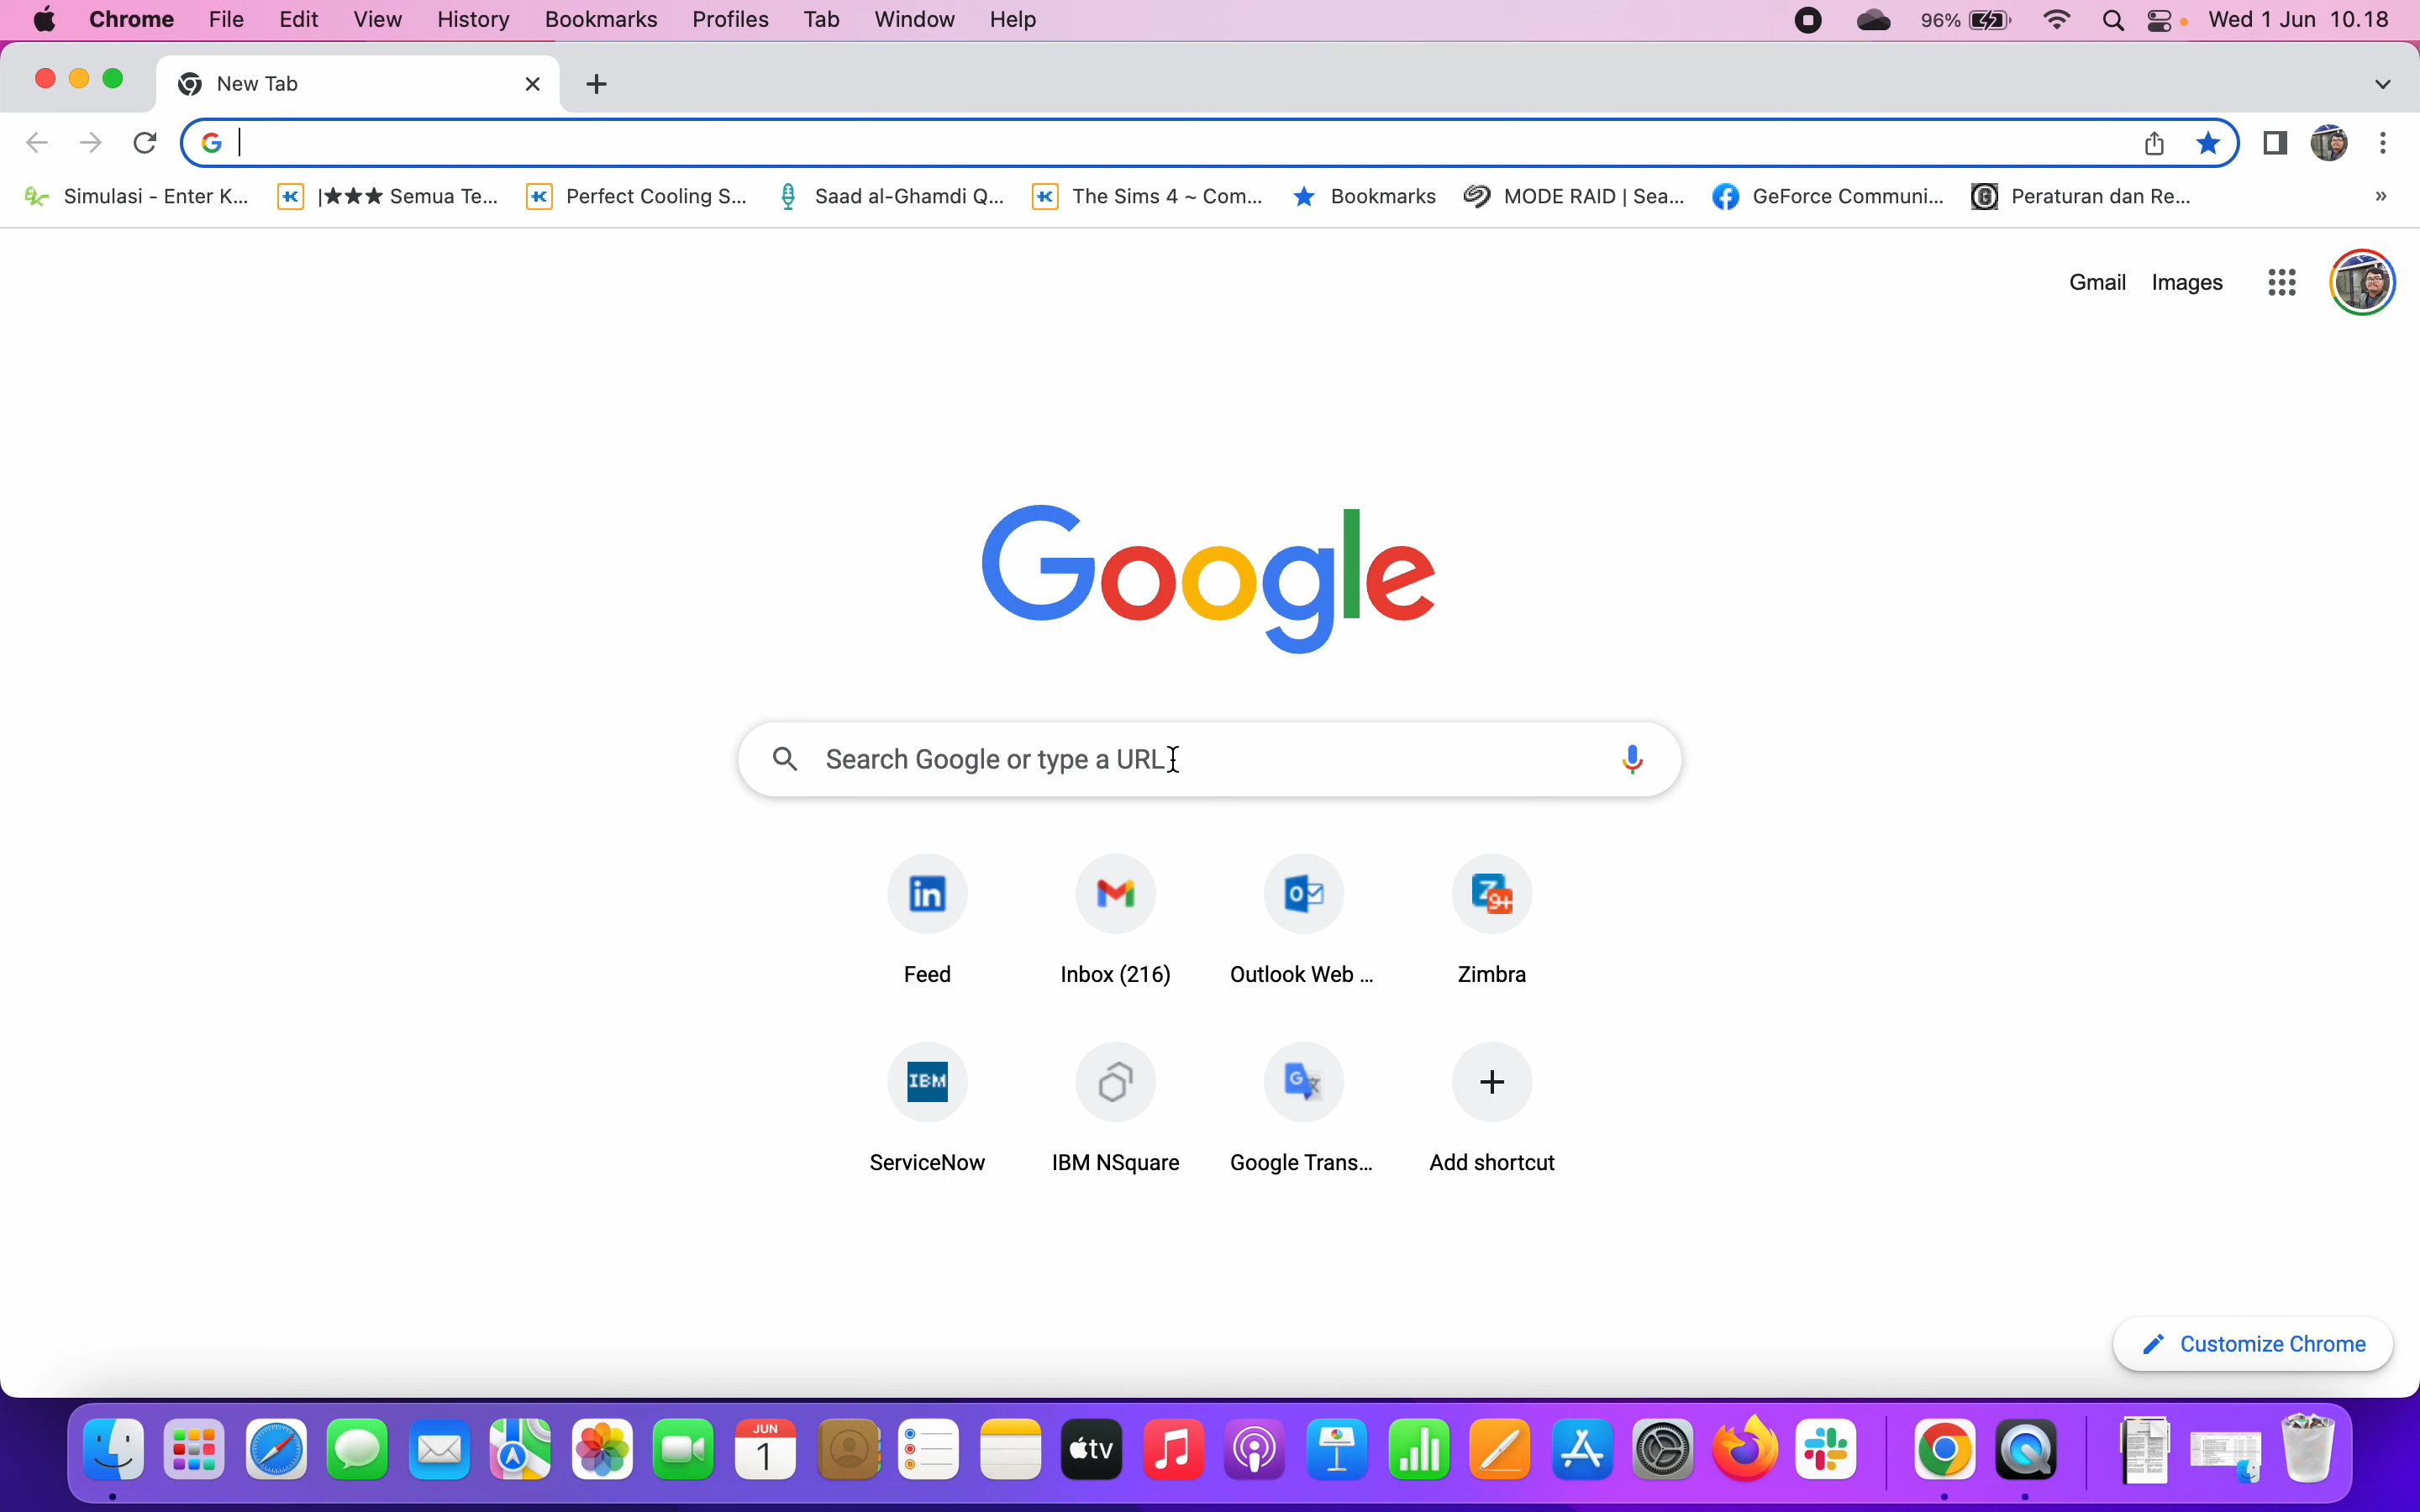 Chrome File Edit View History Bookmarks Profiles Tab Window Help 96% Wed 1 Jun 10.18
New Tab
Simulasi - Enter K... |★★★ Semua Te... Perfect Cooling S... Saad al-Ghamdi Q... The Sims 4 ~ Com... Bookmarks MODE RAID | Sea... GeForce Communi... Peraturan dan Re... »
Gmail Images
Google
Search Google or type a URL
in Z 9+
Feed Inbox (216) Outlook Web ... Zimbra
IBM G
ServiceNow IBM NSquare Google Trans... Add shortcut
Customize Chrome
JUN
1
tv